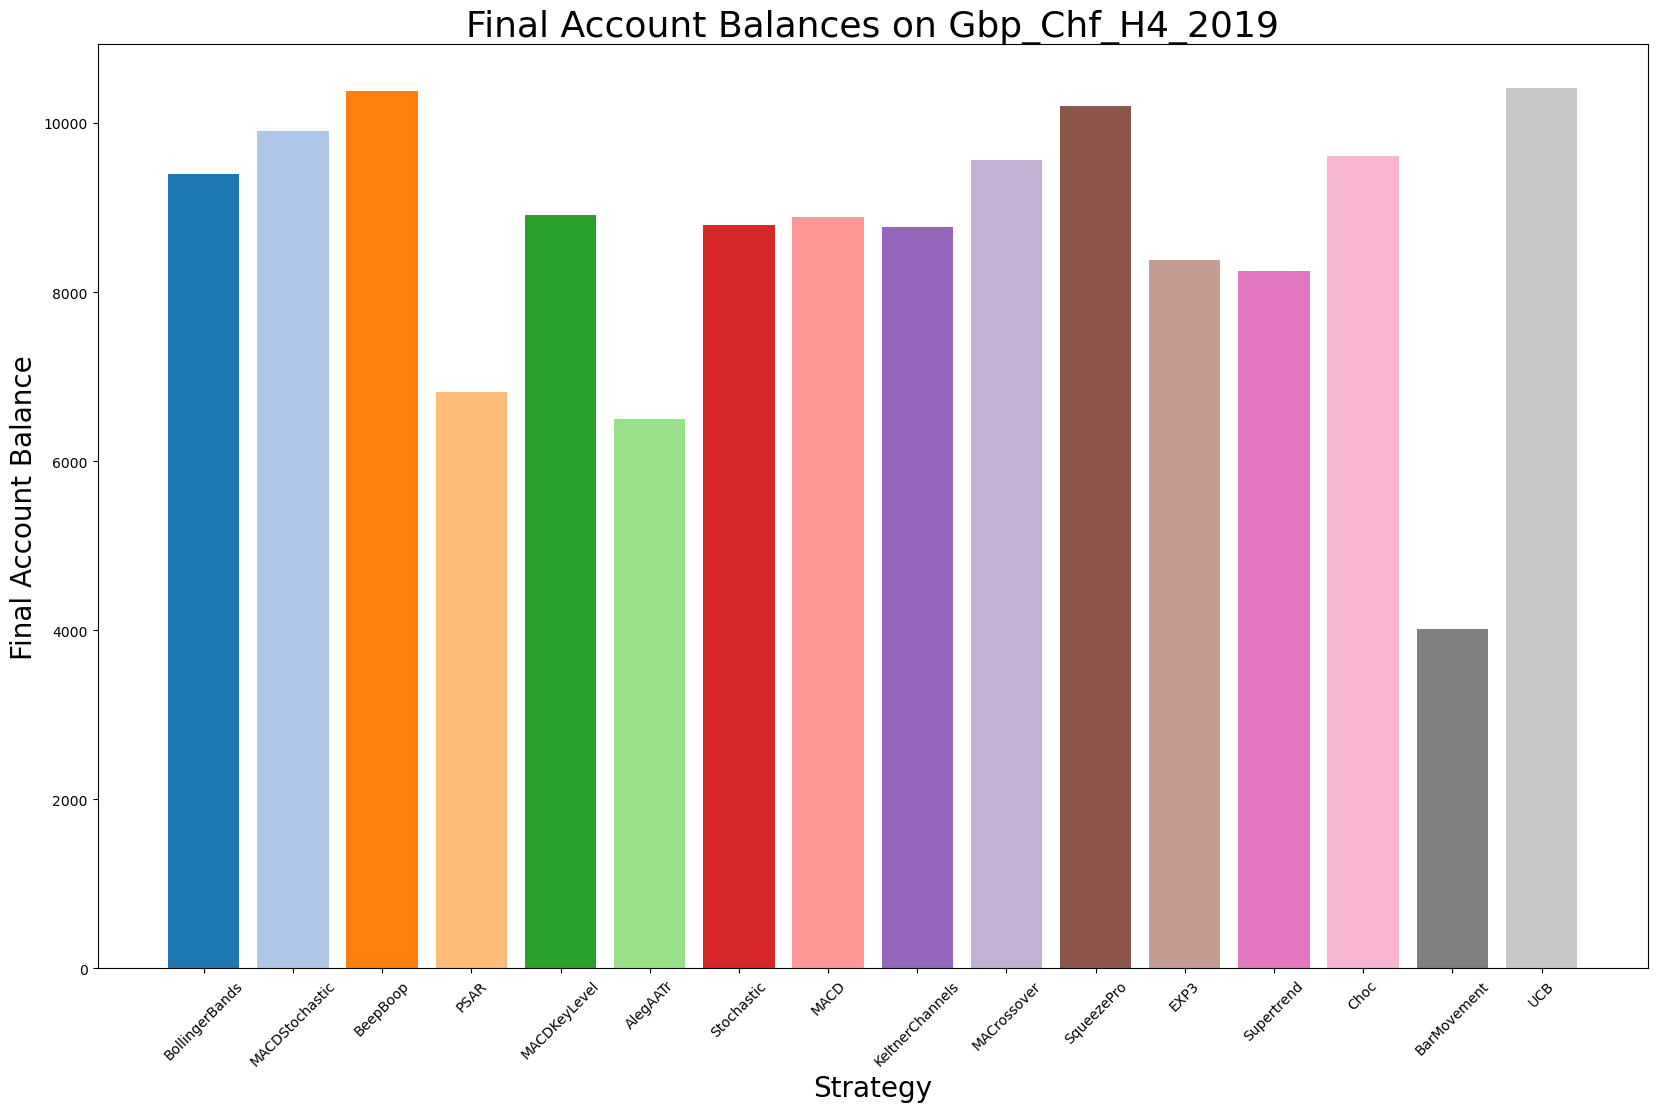 Final Account Balances on Gbp_Chf_H4_2019
Final Account Balance
10000
8000
6000
4000
2000
0
BollingerBands
MACDStochastic
BeepBoop
PSAR
MACDKeyLevel
AlegAATr
Stochastic
MACD
KeltnerChannels
MACrossover
SqueezePro
EXP3
Supertrend
Choc
BarMovement
UCB
Strategy